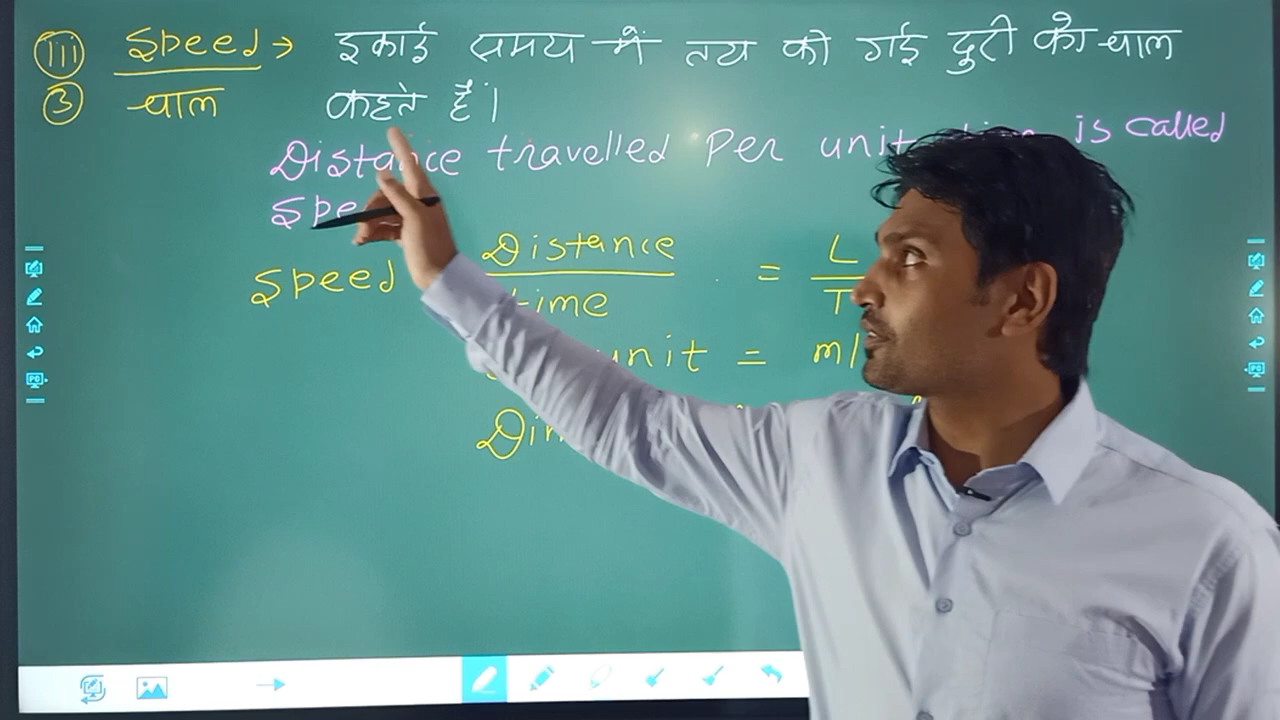 (iii) Speed → इकाई समय में तय की गई दुरी को चाल
③ चाल कहते हैं।
Distance travelled Per unit is called
Speed Distance = L
time T
unit = m/